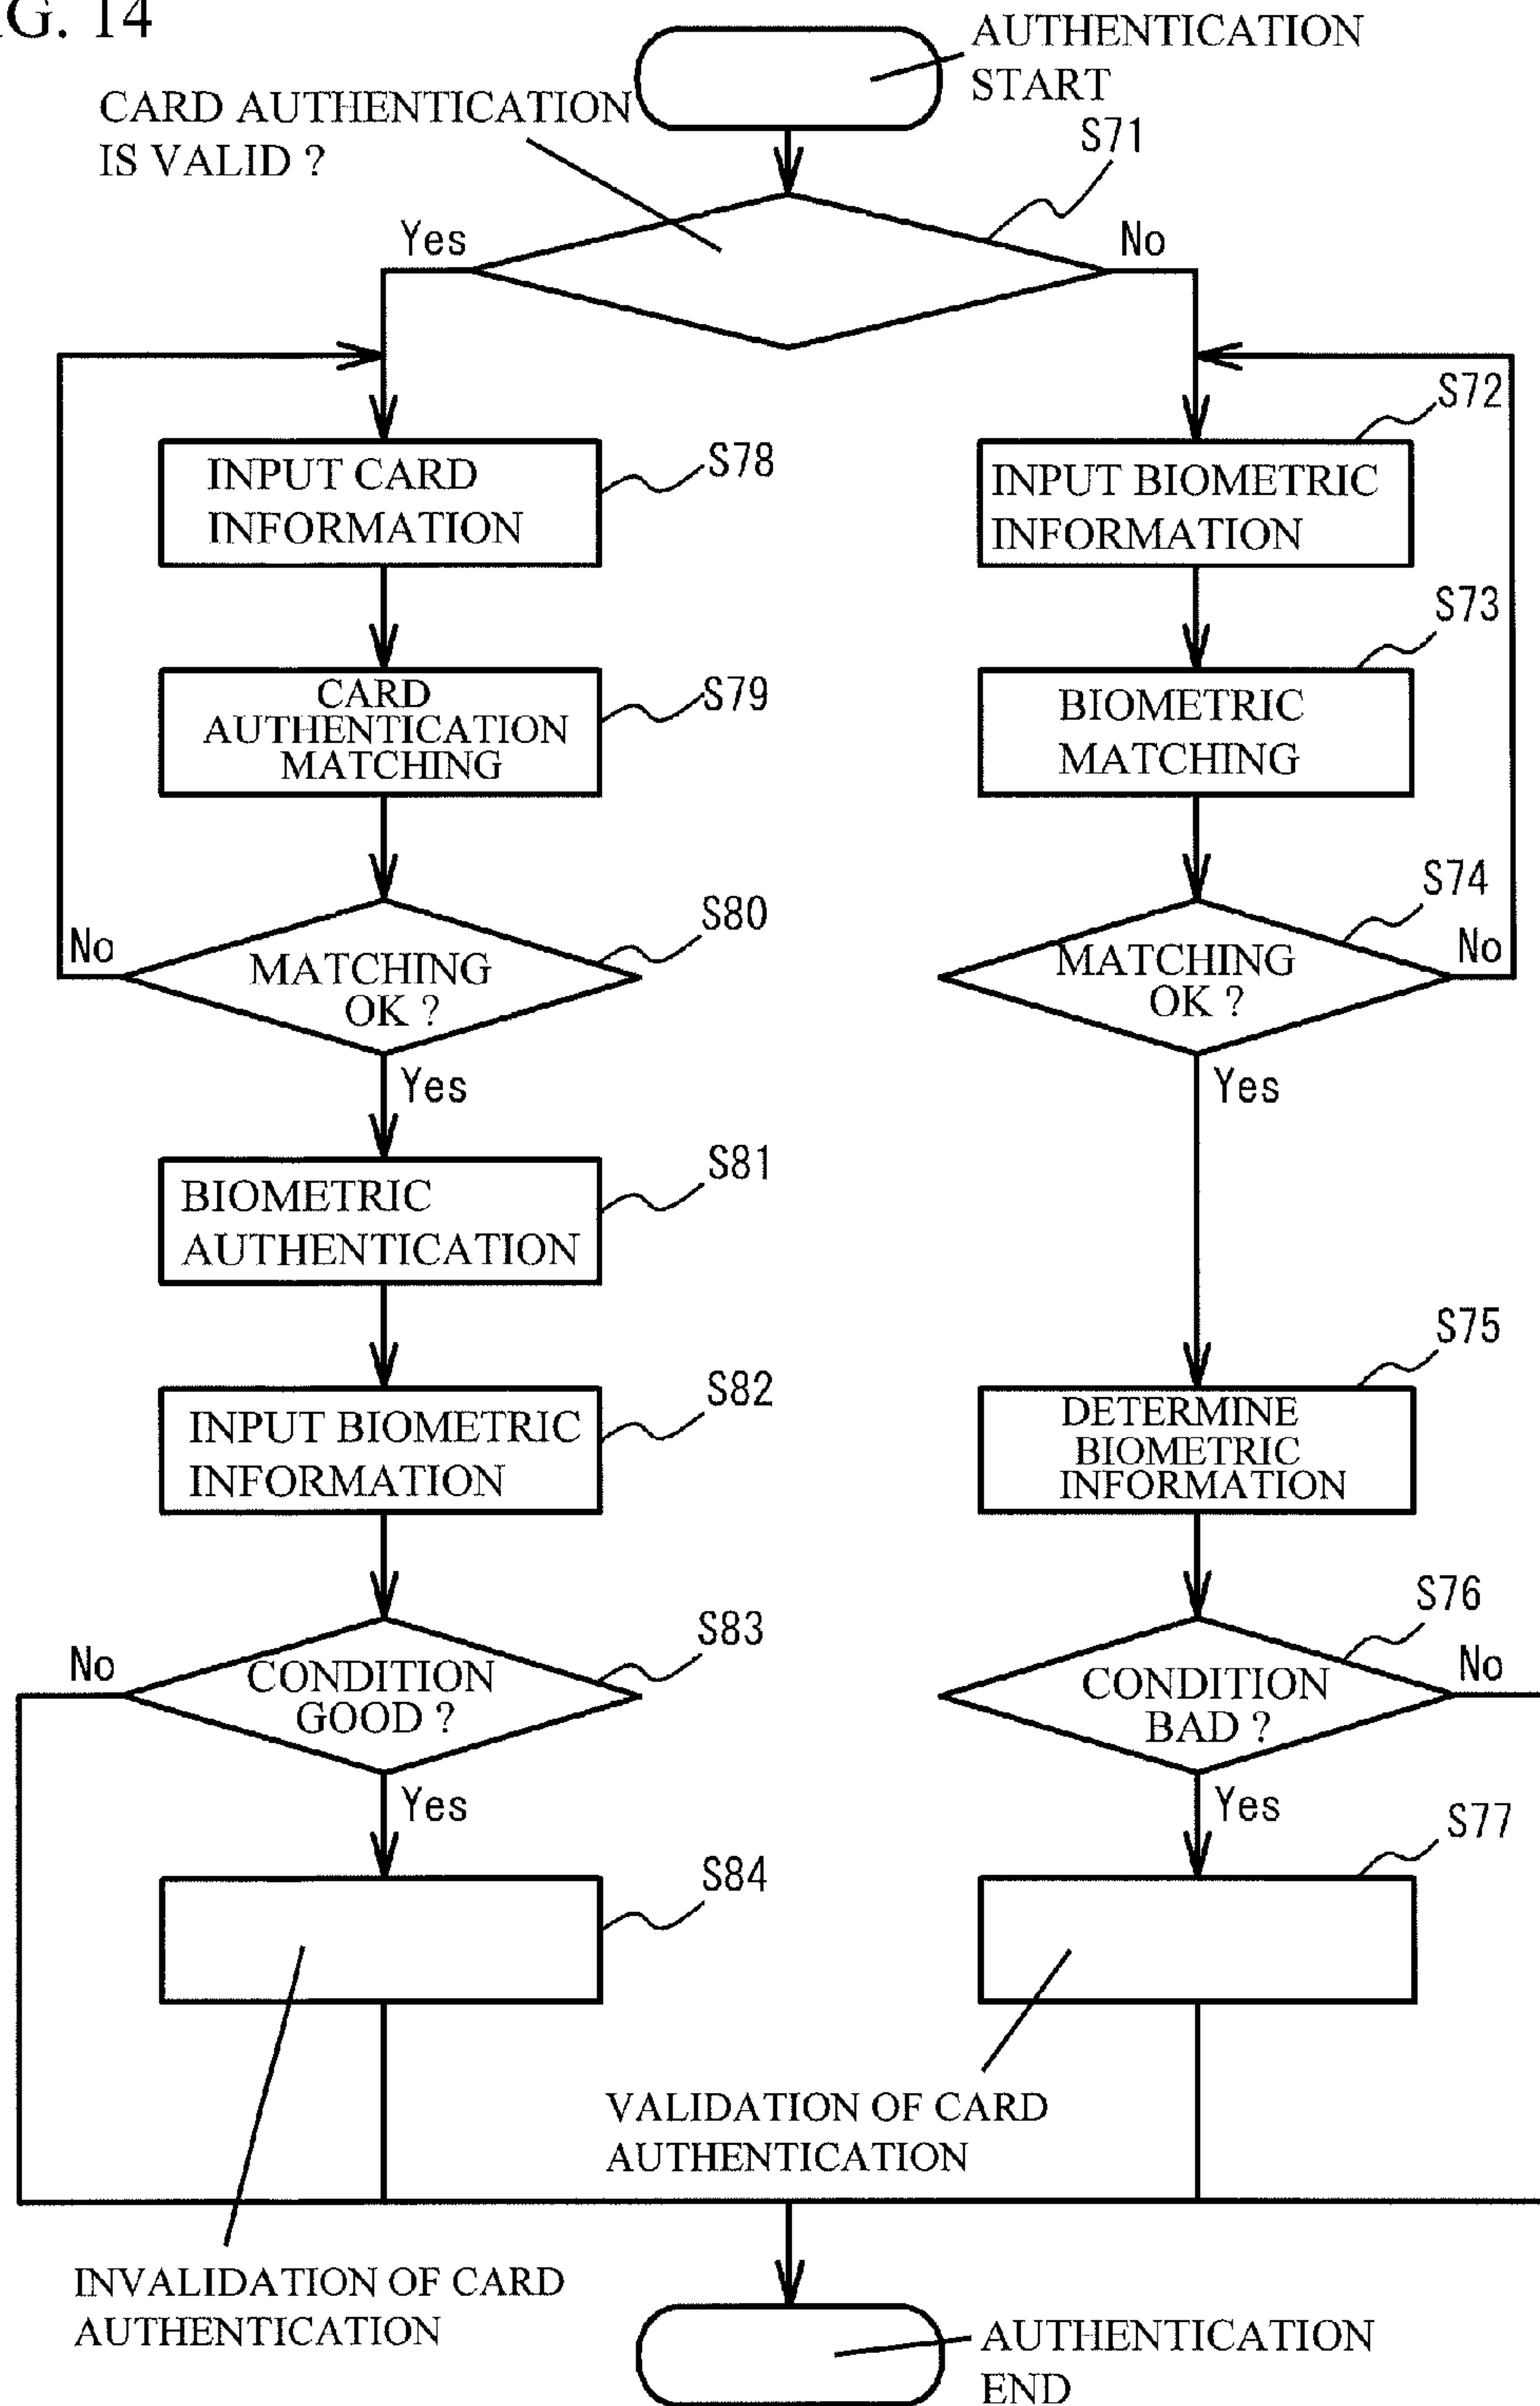 G. 14
AUTHENTICATION
START
CARD AUTHENTICATION
IS VALID ?
S71
Yes
No
S72
INPUT CARD
INFORMATION
S78
INPUT BIOMETRIC
INFORMATION
S73
CARD
AUTHENTICATION
MATCHING
S79
BIOMETRIC
MATCHING
S74
S80
No
MATCHING
OK ?
MATCHING
OK ?
No
Yes
Yes
S81
BIOMETRIC
AUTHENTICATION
S75
S82
INPUT BIOMETRIC
INFORMATION
DETERMINE
BIOMETRIC
INFORMATION
S76
S83
No
CONDITION
GOOD ?
CONDITION
BAD ?
No
Yes
Yes
S77
S84
VALIDATION OF CARD
AUTHENTICATION
INVALIDATION OF CARD
AUTHENTICATION
AUTHENTICATION
END